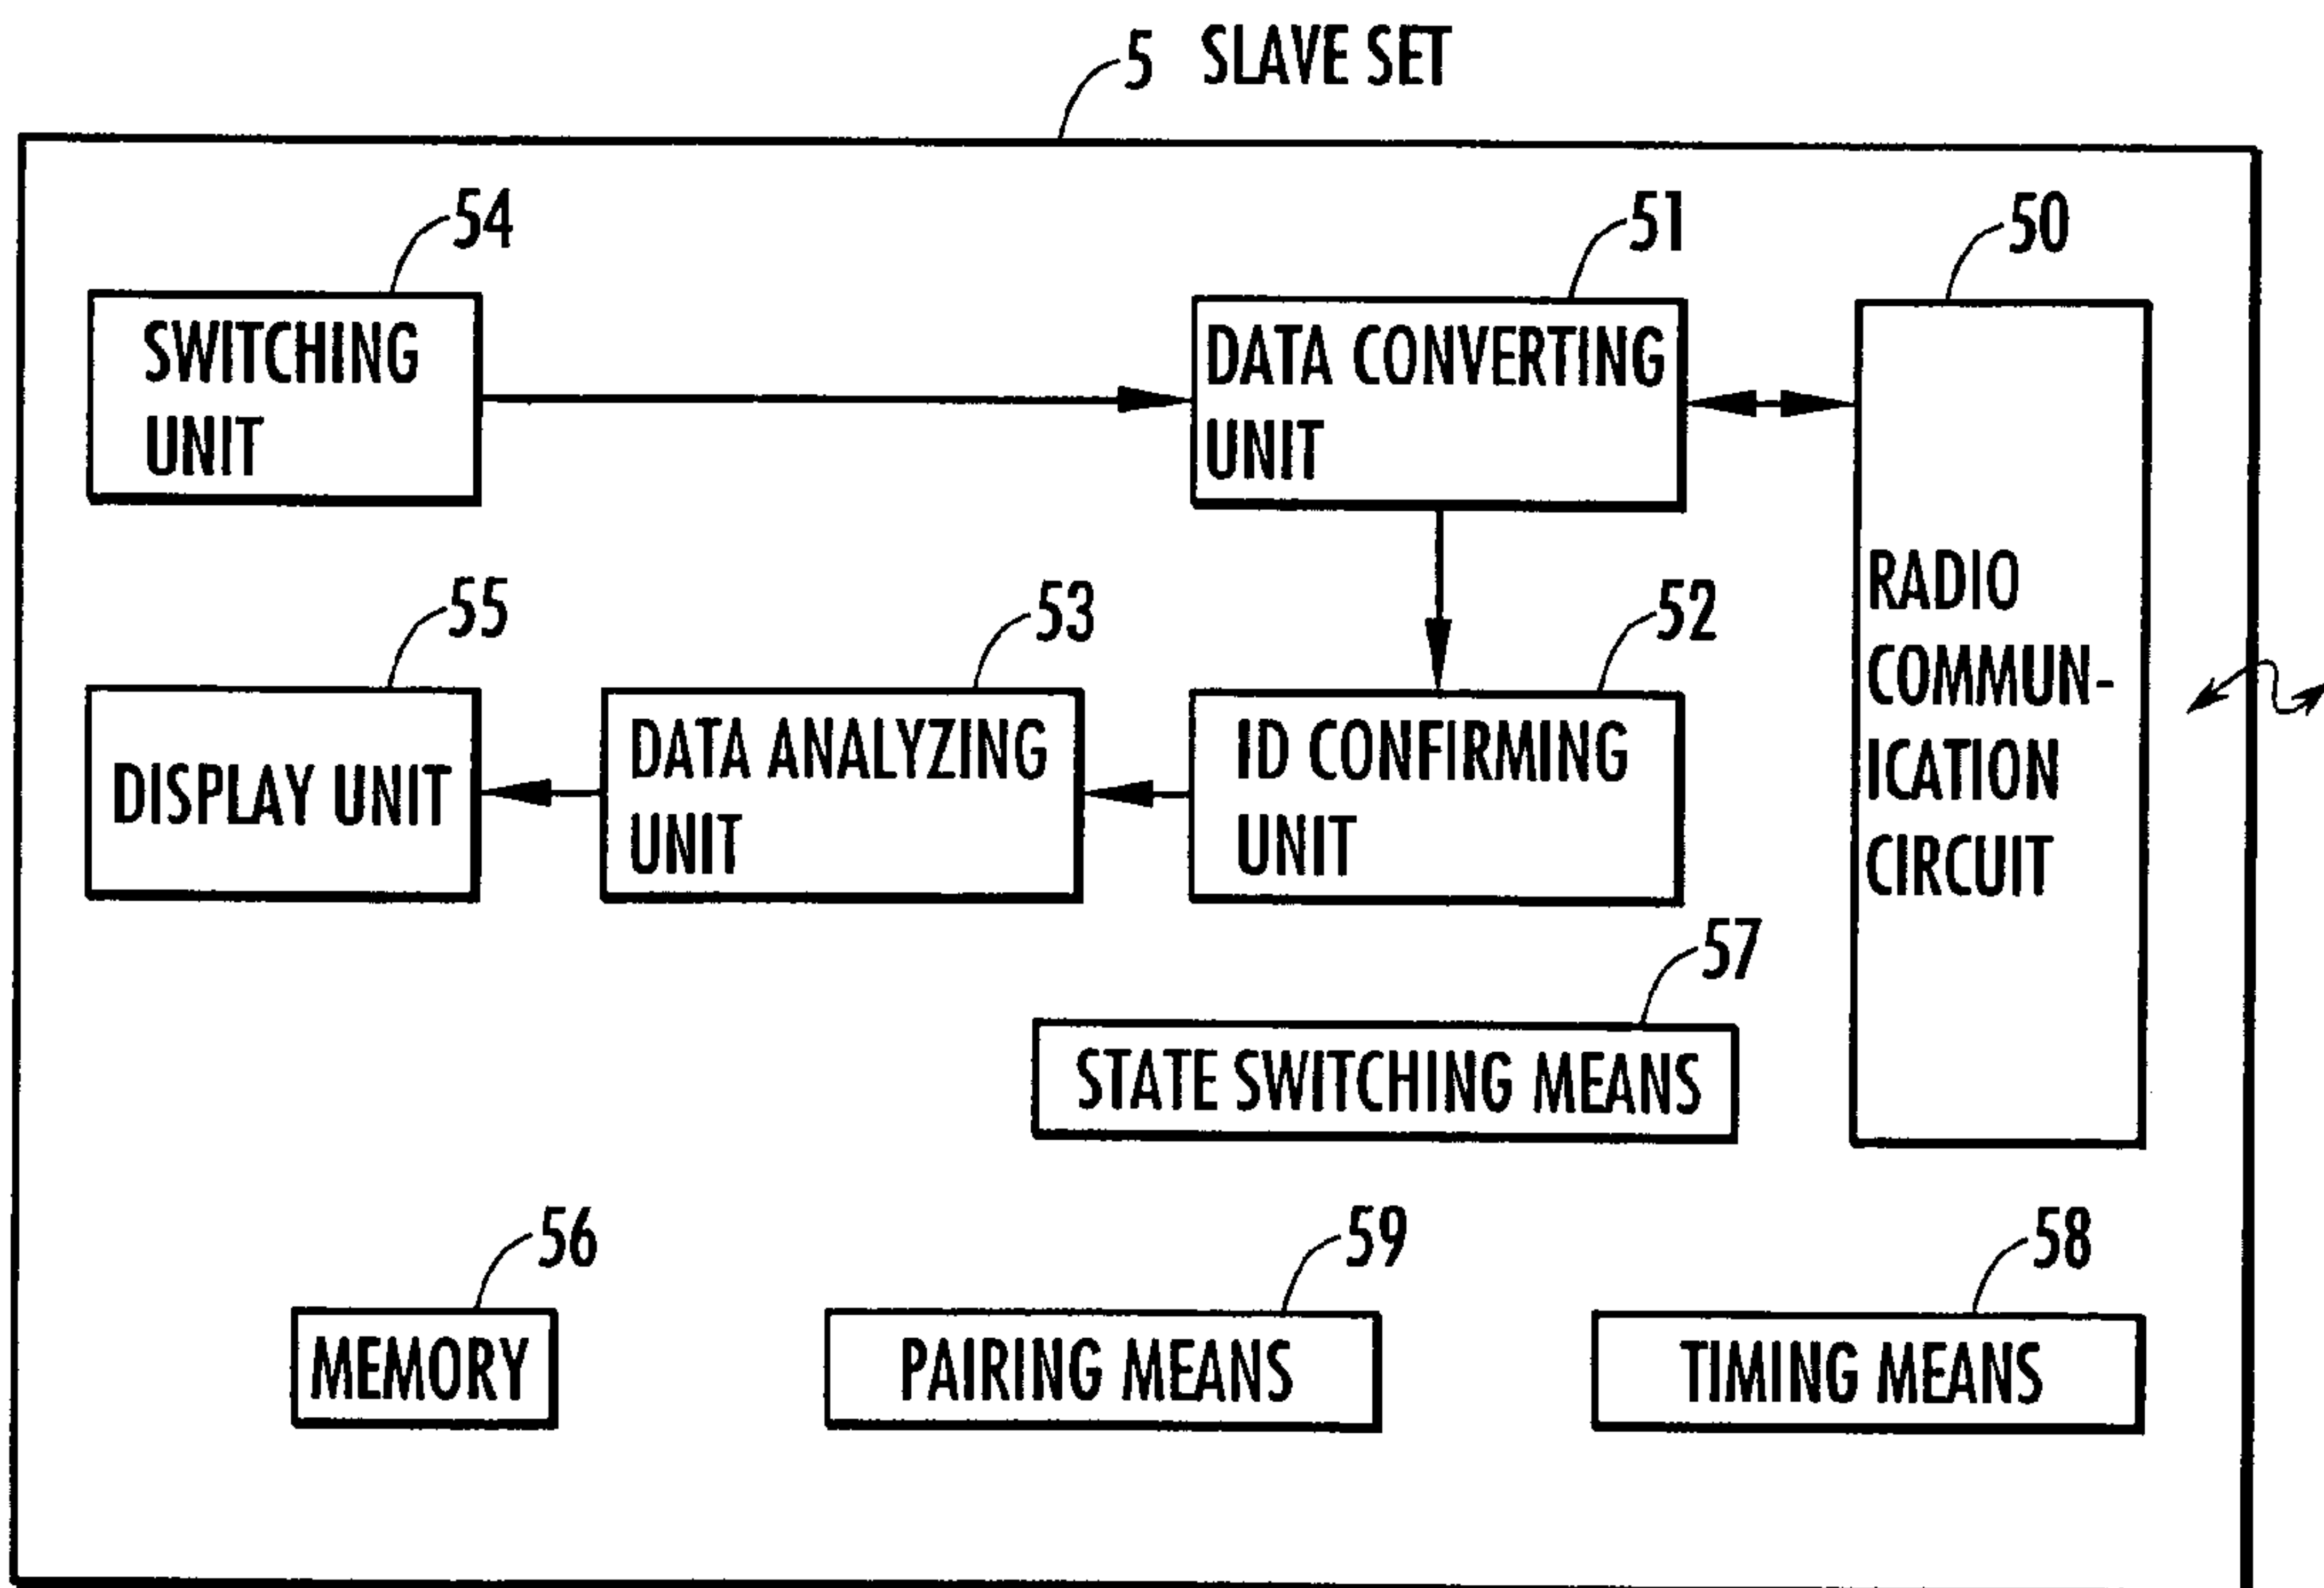 5 SLAVE SET
54
51
50
SWITCHING
UNIT
DATA CONVERTING
UNIT
RADIO
COMMUN-
ICATION
CIRCUIT
55
53
52
DISPLAY UNIT
DATA ANALYZING
UNIT
ID CONFIRMING
UNIT
57
STATE SWITCHING MEANS
56
59
58
MEMORY
PAIRING MEANS
TIMING MEANS